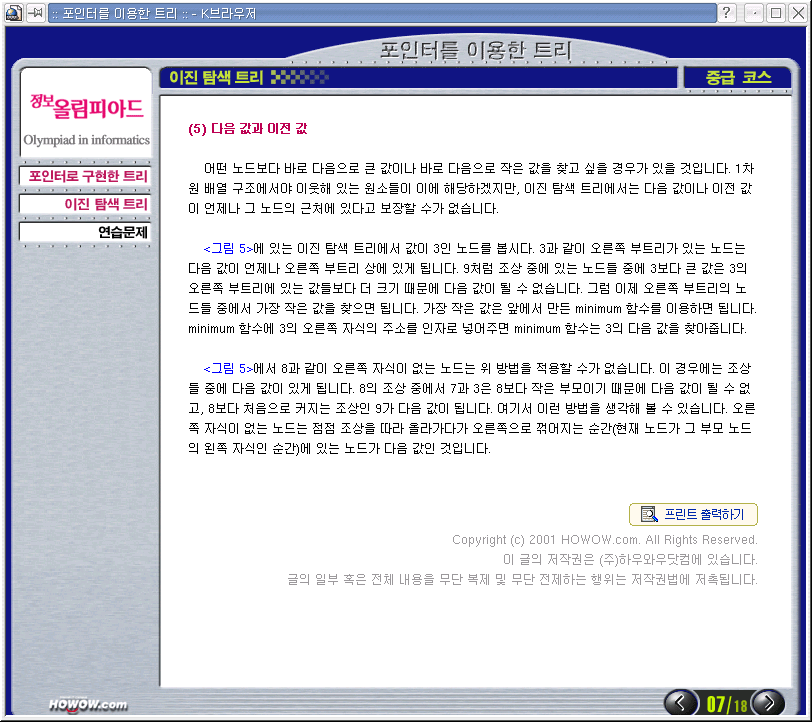 :: 포인터를 이용한 트리 :: - K브라우저
포인터를 이용한 트리
이진 탐색 트리
중급 코스
정보올림피아드
Olympiad in informatics
포인터로 구현한 트리
이진 탐색 트리
연습문제
(5) 다음 값과 이전 값
어떤 노드보다 바로 다음으로 큰 값이나 바로 다음으로 작은 값을 찾고 싶을 경우가 있을 것입니다. 1차
원 배열 구조에서야 이웃해 있는 원소들이 이에 해당하겠지만, 이진 탐색 트리에서는 다음 값이나 이전 값
이 언제나 그 노드의 근처에 있다고 보장할 수가 없습니다.
<그림 5>에 있는 이진 탐색 트리에서 값이 3인 노드를 봅시다. 3과 같이 오른쪽 부트리가 있는 노드는
다음 값이 언제나 오른쪽 부트리 상에 있게 됩니다. 9처럼 조상 중에 있는 노드들 중에 3보다 큰 값은 3의
오른쪽 부트리에 있는 값들보다 더 크기 때문에 다음 값이 될 수 없습니다. 그럼 이제 오른쪽 부트리의 노
드들 중에서 가장 작은 값을 찾으면 됩니다. 가장 작은 값은 앞에서 만든 minimum 함수를 이용하면 됩니다.
minimum 함수에 3의 오른쪽 자식의 주소를 인자로 넣어주면 minimum 함수는 3의 다음 값을 찾아줍니다.
<그림 5>에서 8과 같이 오른쪽 자식이 없는 노드는 위 방법을 적용할 수가 없습니다. 이 경우에는 조상
들 중에 다음 값이 있게 됩니다. 8의 조상 중에서 7과 3은 8보다 작은 부모이기 때문에 다음 값이 될 수 없
고, 8보다 처음으로 커지는 조상인 9가 다음 값이 됩니다. 여기서 이런 방법을 생각해 볼 수 있습니다. 오른
쪽 자식이 없는 노드는 점점 조상을 따라 올라가다가 오른쪽으로 꺾어지는 순간(현재 노드가 그 부모 노드
의 왼쪽 자식인 순간)에 있는 노드가 다음 값인 것입니다.
프린트 출력하기
Copyright (c) 2001 HOWOW.com. All Rights Reserved.
이 글의 저작권은 (주)하우와우닷컴에 있습니다.
글의 일부 혹은 전체 내용을 무단 복제 및 무단 전제하는 행위는 저작권법에 저촉됩니다.
HOWOW.com
07/18